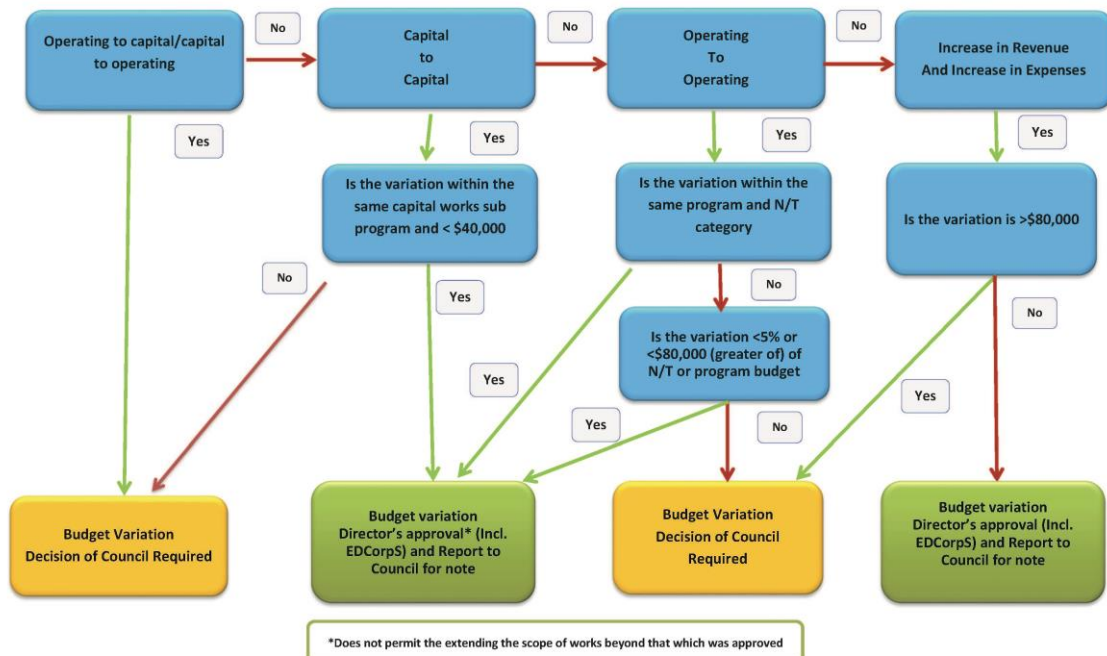 Operating to capital/capital
to operating
No
Capital
to
Capital
No
Operating
To
Operating
No
Increase in Revenue
And Increase in Expenses
Yes
Yes
Yes
Yes
Is the variation within the
same capital works sub
program and < $40,000
Is the variation within the
same program and N/T
category
Is the variation is >$80,000
No
Yes
No
No
Is the variation <5% or
<$80,000 (greater of) of
N/T or program budget
Yes
Yes
No
Yes
Budget Variation
Decision of Council Required
Budget variation
Director's approval* (Incl.
EDCorpS) and Report to
Council for note
Budget Variation
Decision of Council
Required
Budget variation
Director's approval (Incl.
EDCorpS) and Report to
Council for note
*Does not permit the extending the scope of works beyond that which was approved